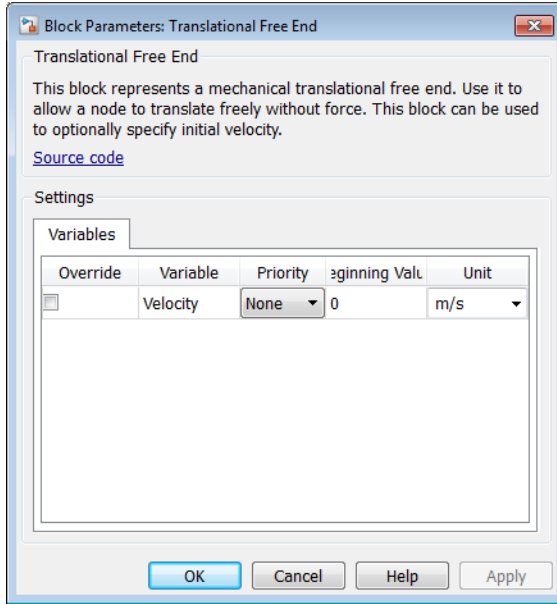 Block Parameters: Translational Free End
Translational Free End
This block represents a mechanical translational free end. Use it to
allow a node to translate freely without force. This block can be used
to optionally specify initial velocity.
Source code
Settings
Variables
Override Variable Priority eginning Valu Unit
Velocity None 0 m/s
OK Cancel Help Apply